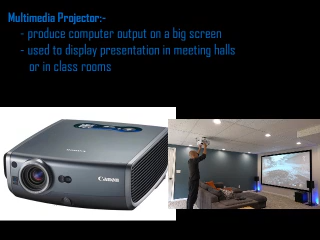 Multimedia Projector:-
- produce computer output on a big screen
- used to display presentation in meeting halls
or in class rooms
Canon